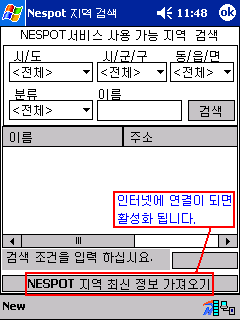 Nespot 지역 검색 11:48 ok
NESPOT서비스 사용 가능 지역 검색
시/도 시/군/구 동/읍/면
<전체> <전체> <전체>
분류 이름
<전체> 검색
이름 주소
인터넷에 연결이 되면
활성화 됩니다.
검색 조건을 입력 하십시요.
NESPOT 지역 최신 정보 가져오기
New